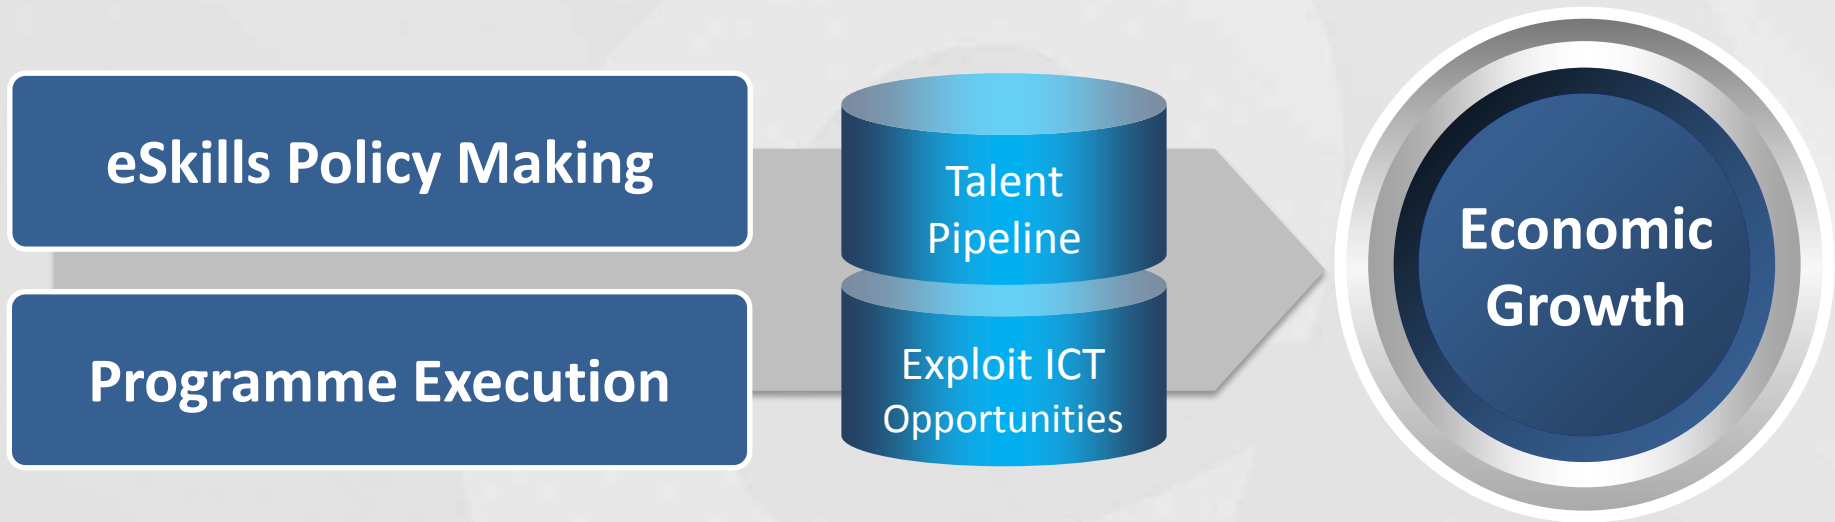 eSkills Policy Making
Programme Execution
Talent
Pipeline
Exploit ICT
Opportunities
Economic
Growth